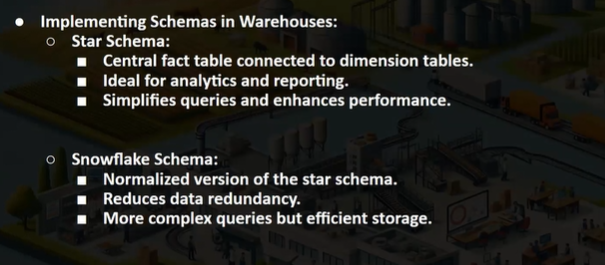 ● Implementing Schemas in Warehouses:
○ Star Schema:
■ Central fact table connected to dimension tables.
■ Ideal for analytics and reporting.
■ Simplifies queries and enhances performance.
○ Snowflake Schema:
■ Normalized version of the star schema.
■ Reduces data redundancy.
■ More complex queries but efficient storage.